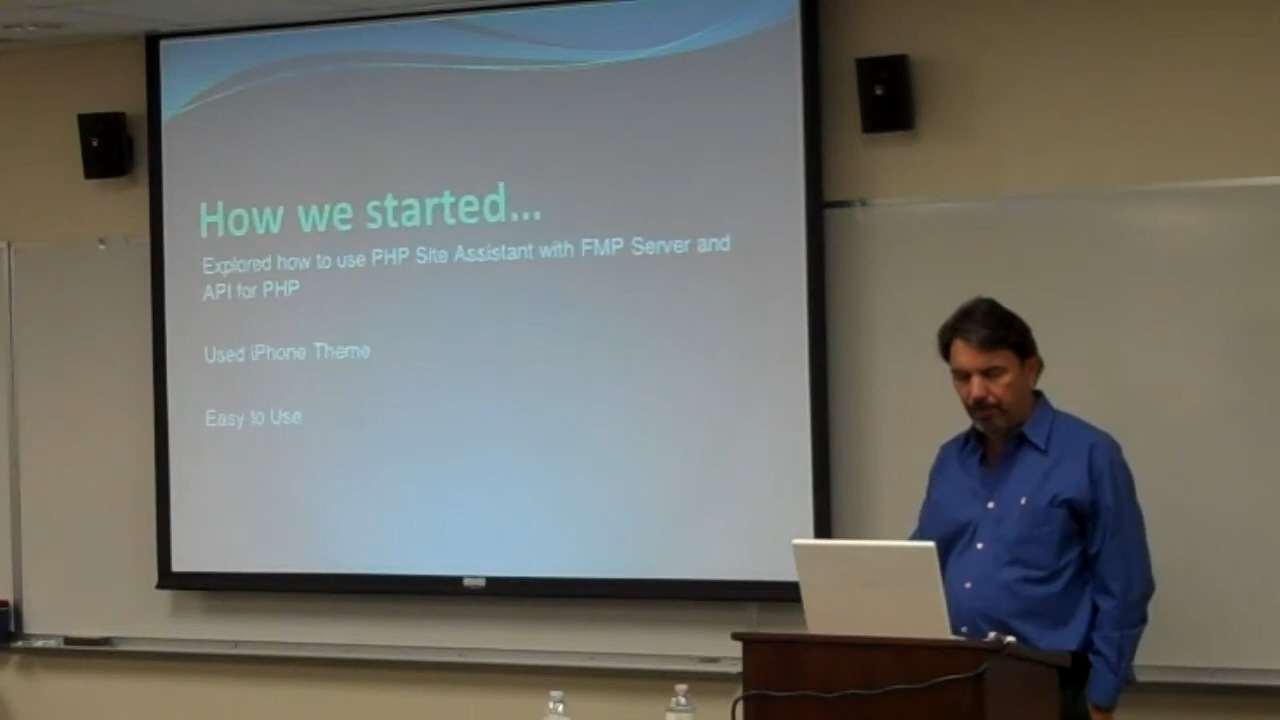 How we started...
Explored how to use PHP Site Assistant with FMP Server and
API for PHP
Used iPhone Theme
Easy to Use